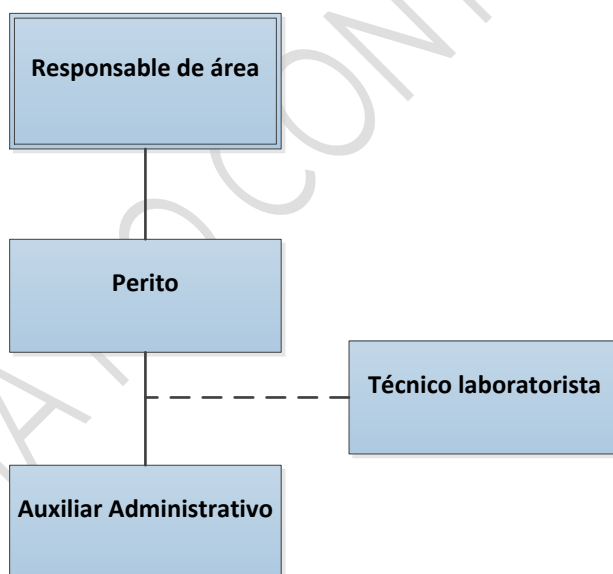 Responsable de área
Perito
Técnico laboratorista
Auxiliar Administrativo